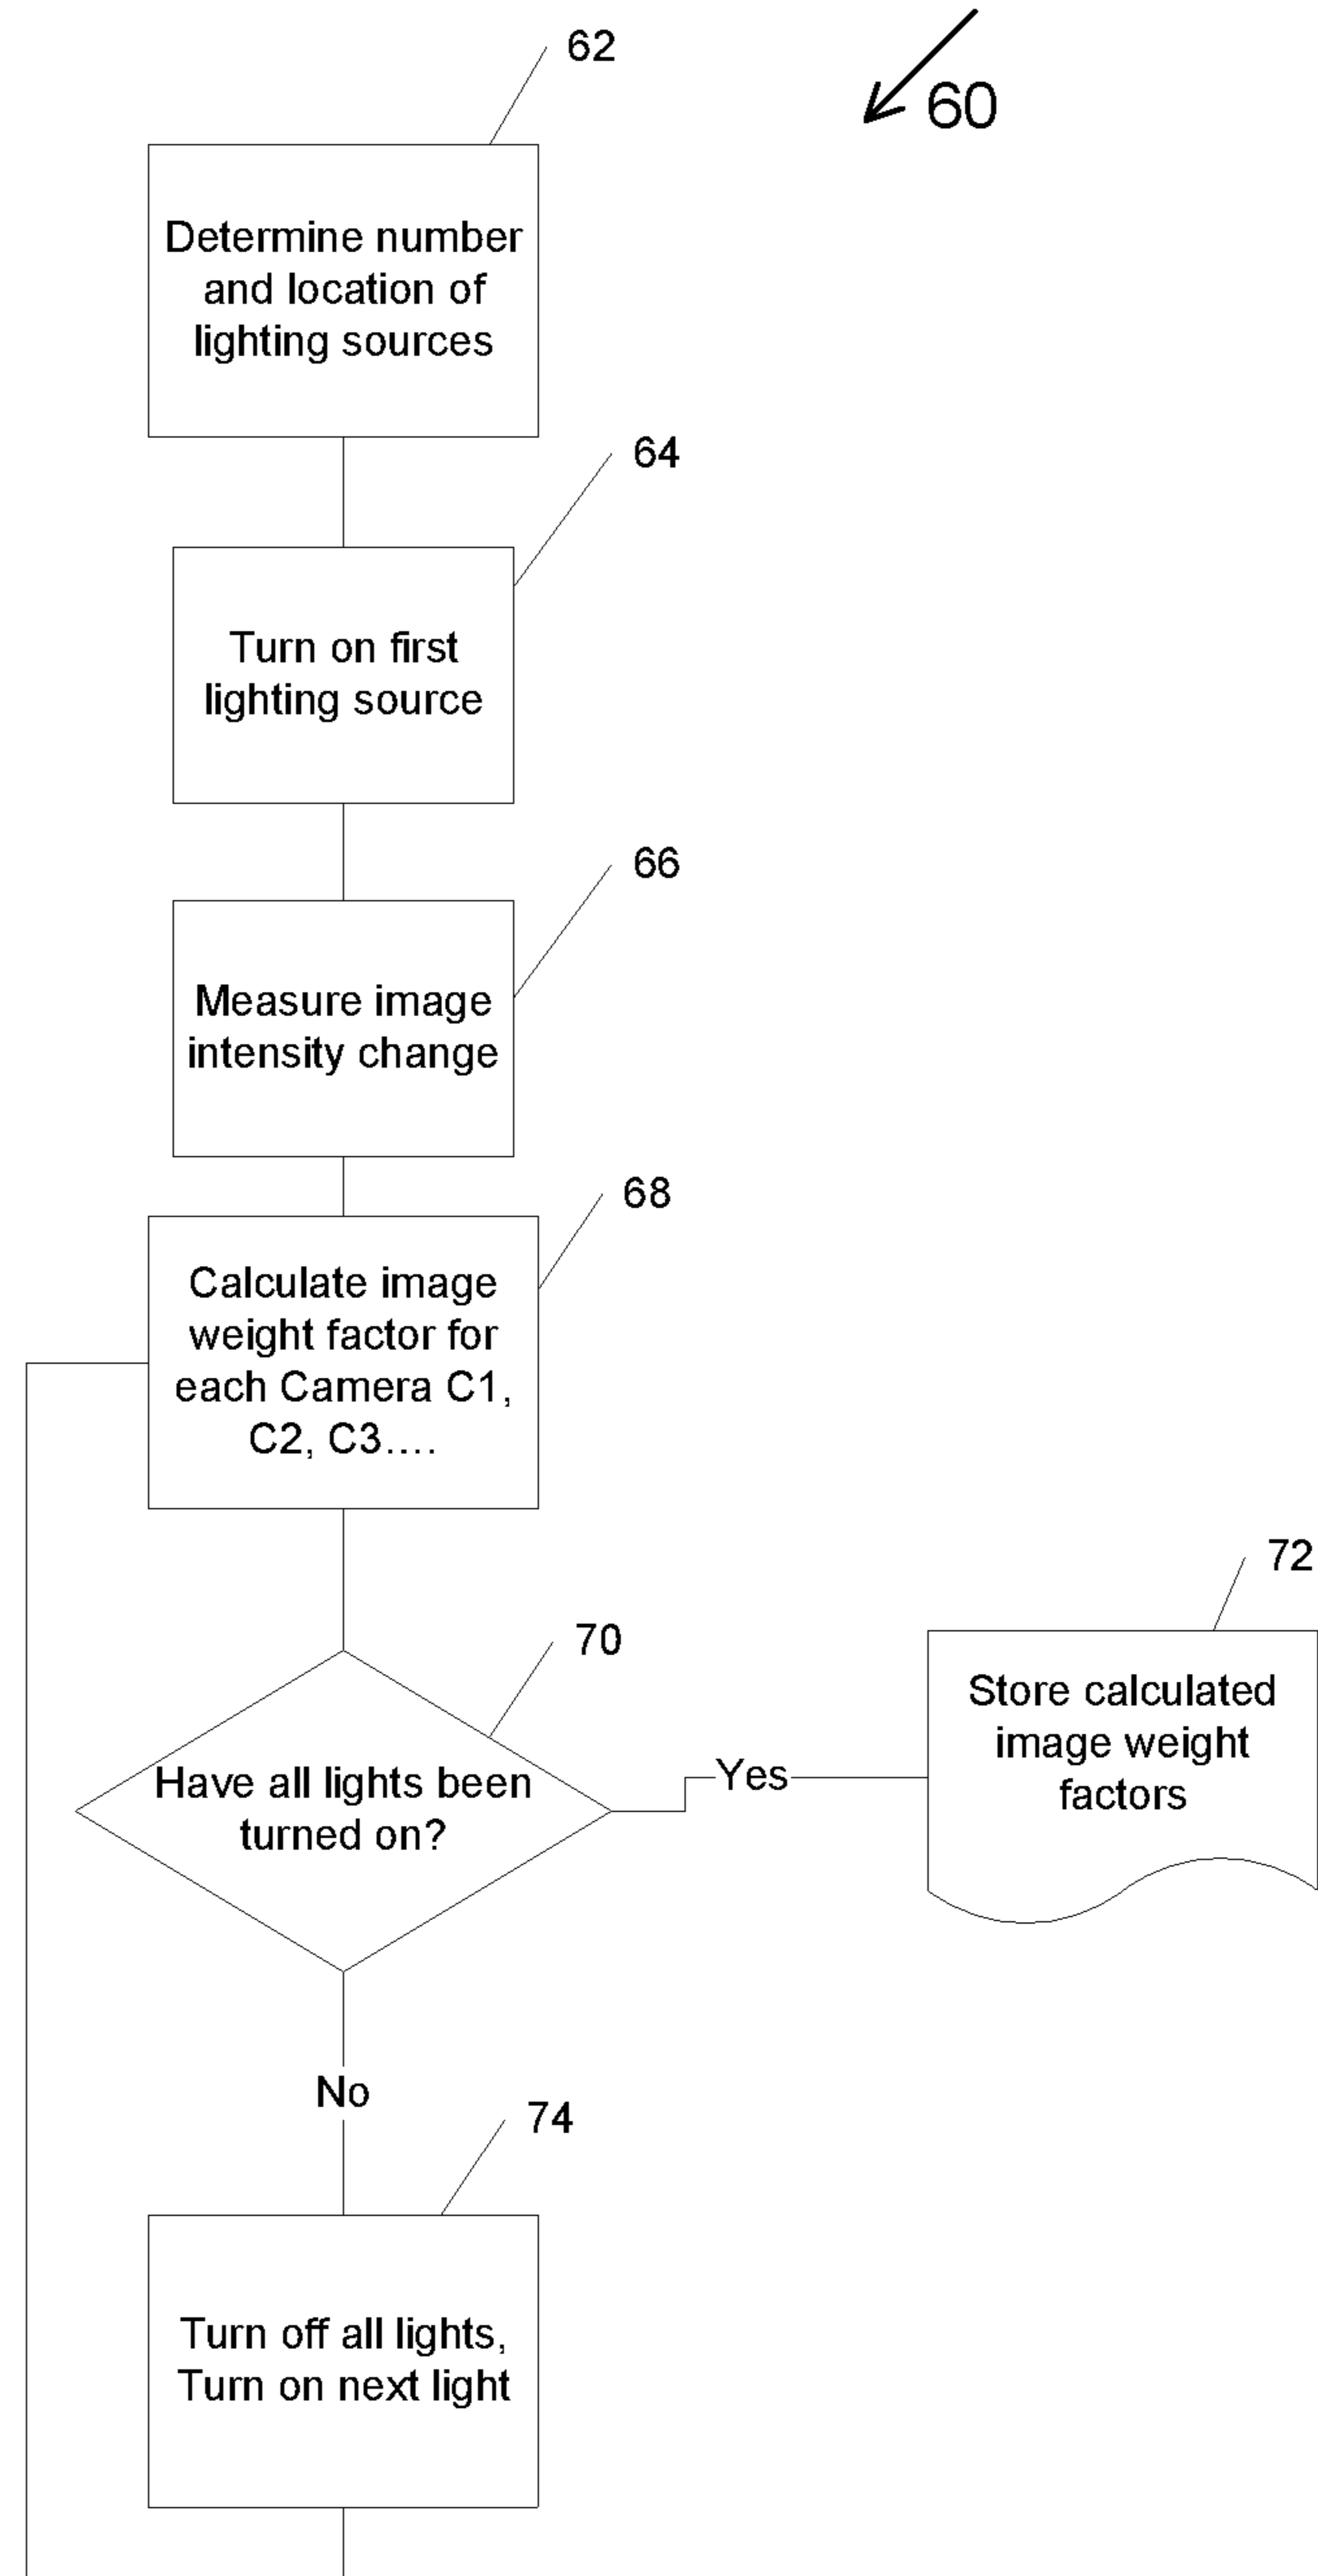 62
60
Determine number
and location of
lighting sources
64
Turn on first
lighting source
66
Measure image
intensity change
68
Calculate image
weight factor for
each Camera C1,
C2, C3....
70
Have all lights been
turned on?
Yes
72
Store calculated
image weight
factors
No
74
Turn off all lights,
Turn on next light